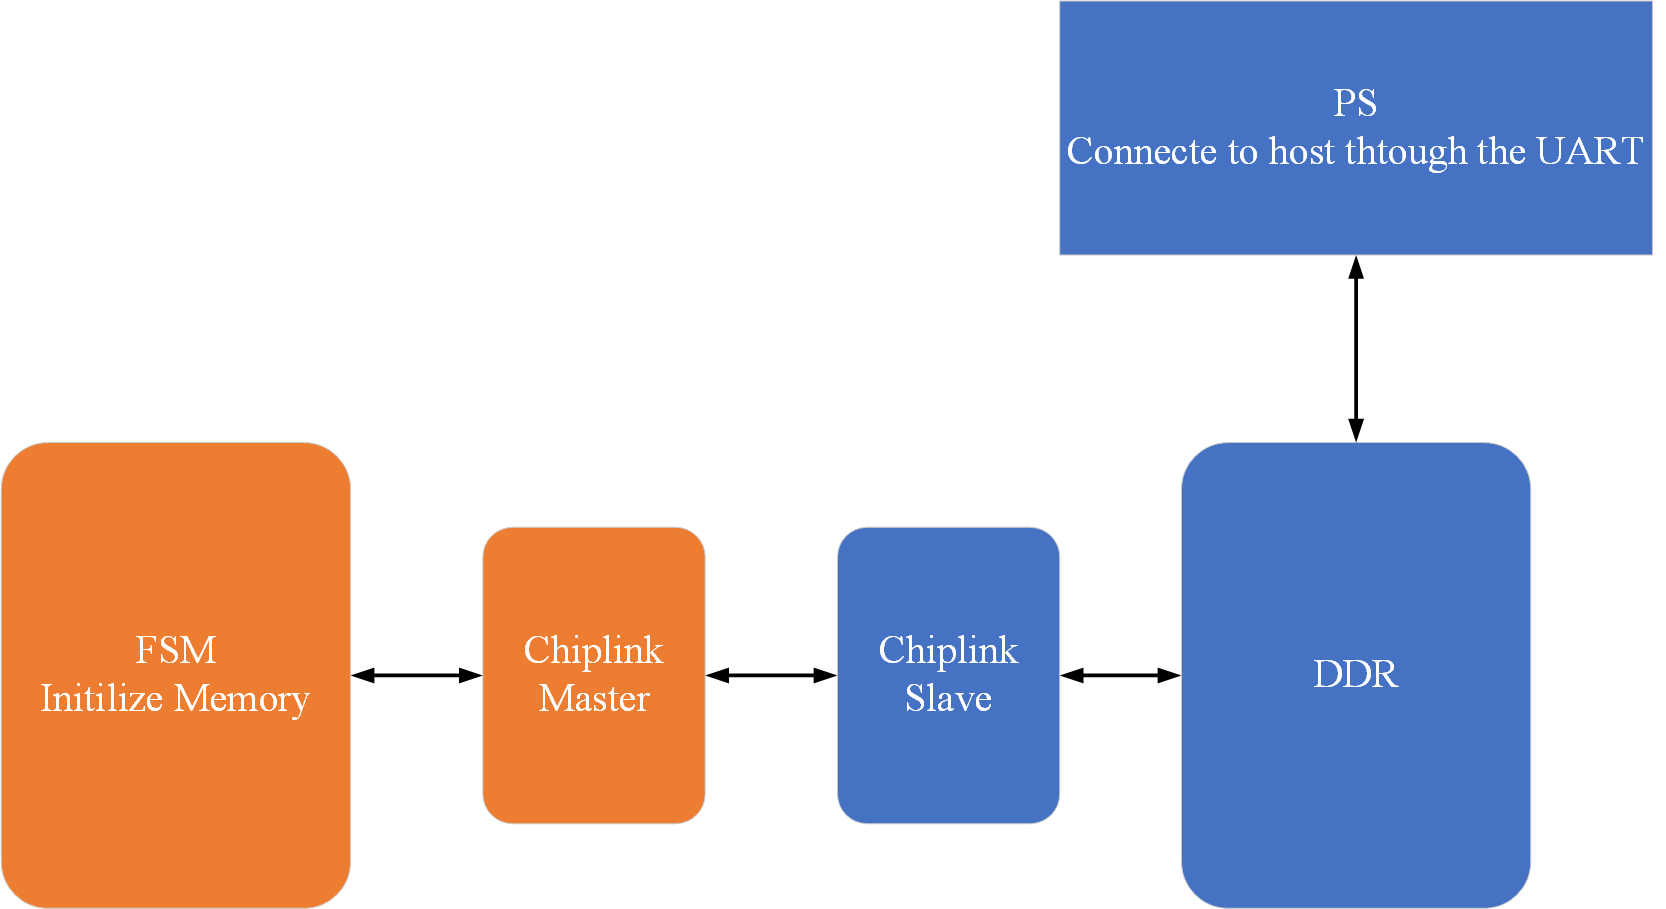 PS
Connecte to host thtough the UART
FSM
Initilize Memory
Chiplink
Master
Chiplink
Slave
DDR